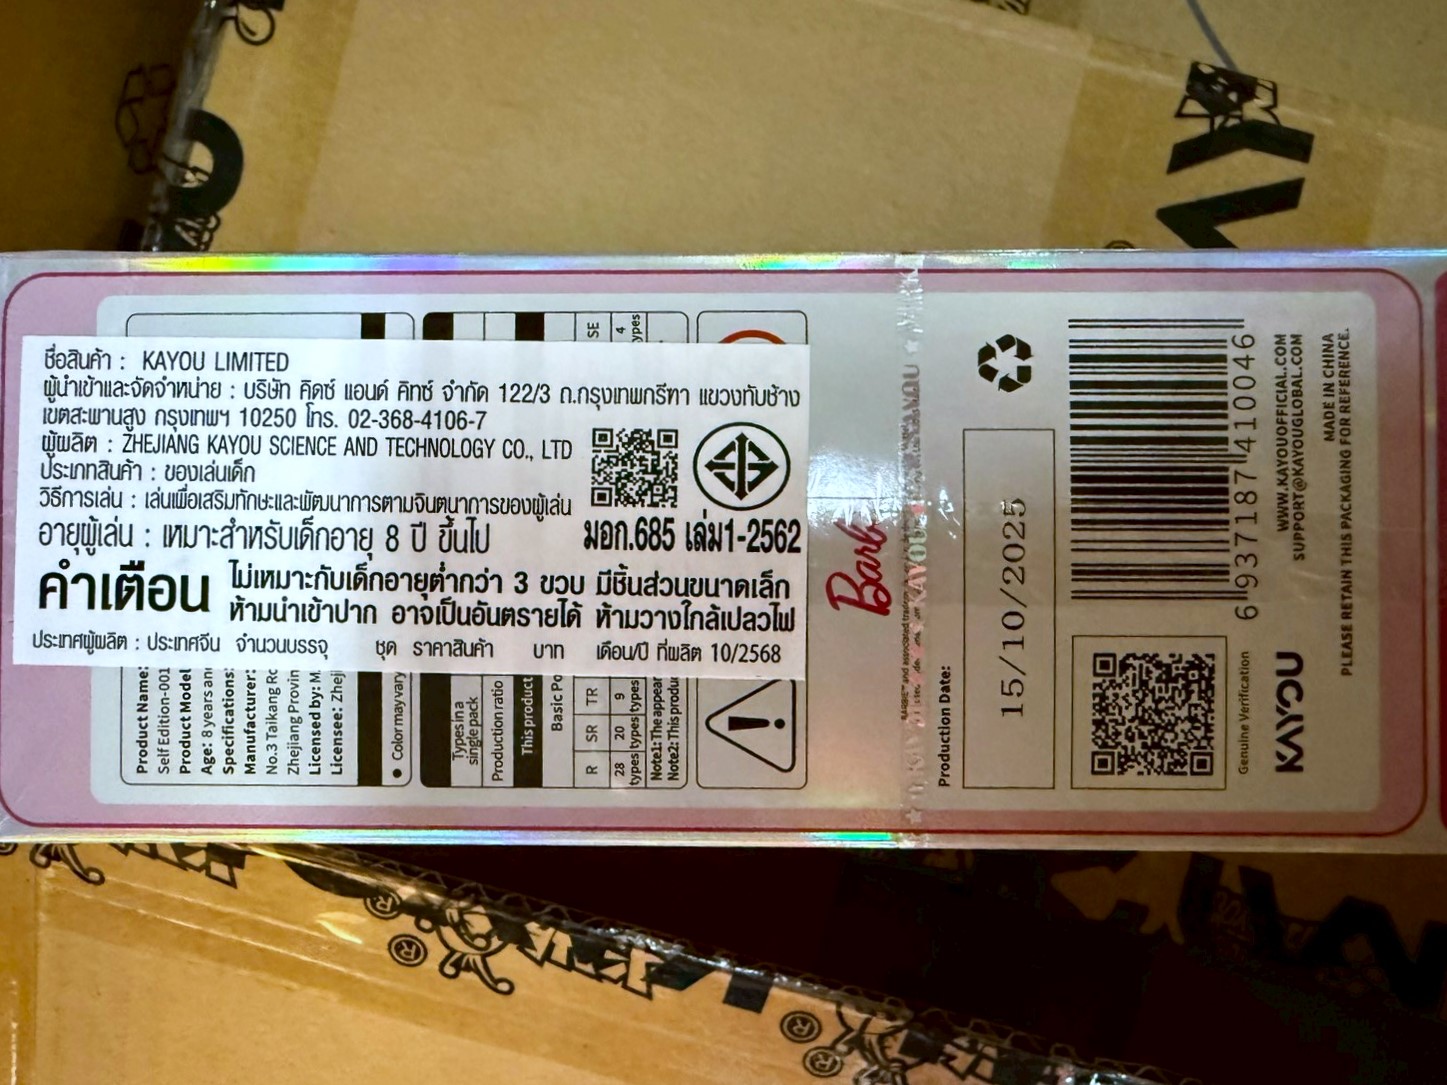 ชื่อสินค้า : KAYOU LIMITED
ผู้นำเข้าและจัดจำหน่าย : บริษัท คิดซ์ แอนด์ คิทซ์ จำกัด 122/3 ถ.กรุงเทพกรีฑา แขวงทับช้าง
เขตสะพานสูง กรุงเทพฯ 10250 โทร. 02-368-4106-7
ผู้ผลิต : ZHEJIANG KAYOU SCIENCE AND TECHNOLOGY CO., LTD
ประเภทสินค้า : ของเล่นเด็ก
วิธีการเล่น : เล่นเพื่อเสริมทักษะและพัฒนาการตามจินตนาการของผู้เล่น
อายุผู้เล่น : เหมาะสำหรับเด็กอายุ 8 ปี ขึ้นไป
มอก.685 เล่ม1-2562
คำเตือน ไม่เหมาะกับเด็กอายุต่ำกว่า 3 ขวบ มีชิ้นส่วนขนาดเล็ก
ห้ามนำเข้าปาก อาจเป็นอันตรายได้ ห้ามวางใกล้เปลวไฟ
ประเทศผู้ผลิต : ประเทศจีน จำนวนบรรจุ ชุด ราคาสินค้า บาท เดือน/ปี ที่ผลิต 10/2568
Product Name:
Self Edition-001
Product Model
Age: 8 years and
Specifications:
Manufacturer:
No.3 Taikang Ro
Zhejiang Provin
Licensed by: M
Licensee: Zheji
• Color may vary
Types in a
single pack
Production ratio
This product
Basic Po
R SR TR SE
28 20 9 4
types types types types
Note1: The appear
Note2: This produc
Barb
BARBIE™ and associated tradem
KAYOU
Production Date:
15/10/2025
6 937187 410046
Genuine Verification
KAYOU
WWW.KAYOUOFFICIAL.COM
SUPPORT@KAYOUGLOBAL.COM
MADE IN CHINA
PLEASE RETAIN THIS PACKAGING FOR REFERENCE.